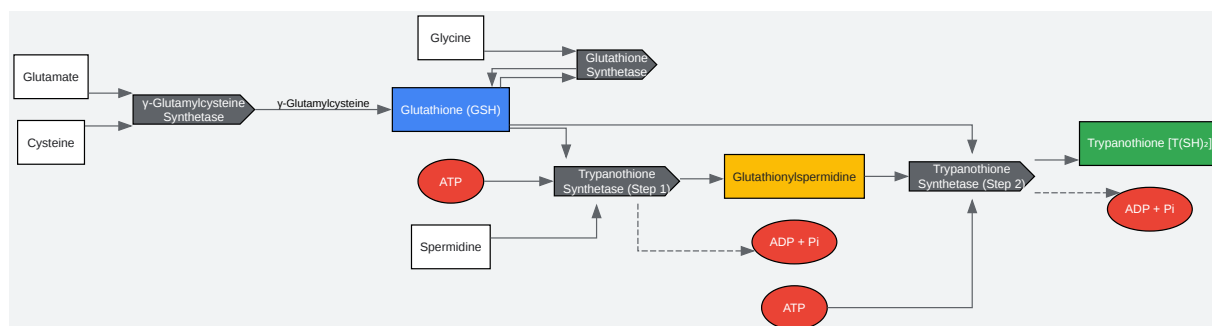 Glycine
Glutathione
Synthetase
Glutamate
γ-Glutamylcysteine
Synthetase
γ-Glutamylcysteine
Glutathione (GSH)
Cysteine
Trypanothione [T(SH)₂]
ATP
Trypanothione
Synthetase (Step 1)
Glutathionylspermidine
Trypanothione
Synthetase (Step 2)
ADP + Pi
Spermidine
ADP + Pi
ATP